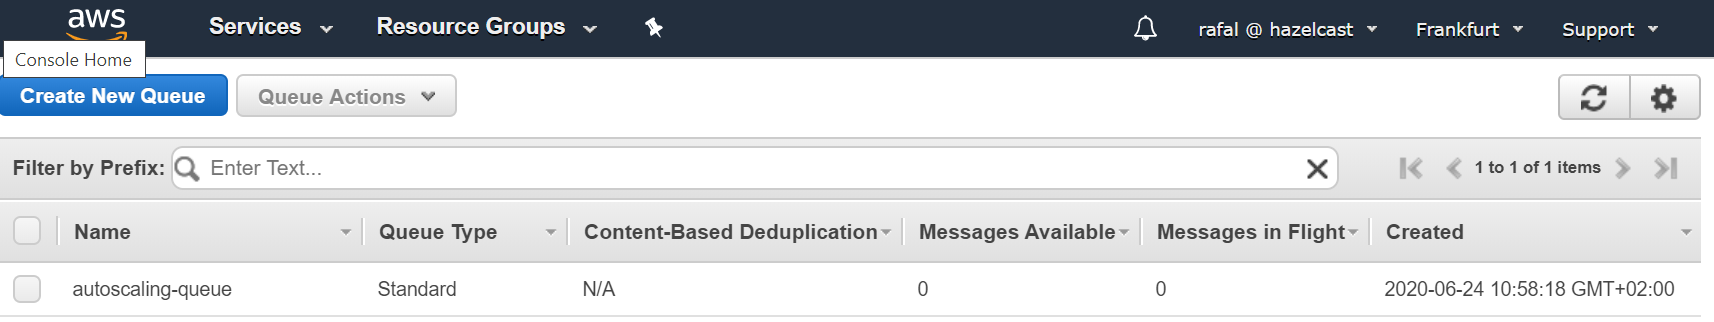 aws Services Resource Groups rafal @ hazelcast Frankfurt Support
Console Home
Create New Queue Queue Actions
Filter by Prefix: Enter Text... 1 to 1 of 1 items
Name Queue Type Content-Based Deduplication Messages Available Messages in Flight Created
autoscaling-queue Standard N/A 0 0 2020-06-24 10:58:18 GMT+02:00